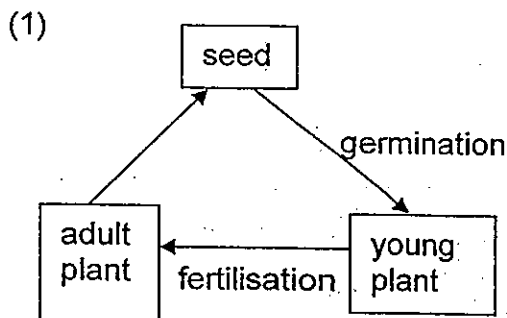 (1)
seed
germination
adult
plant
fertilisation
young
plant